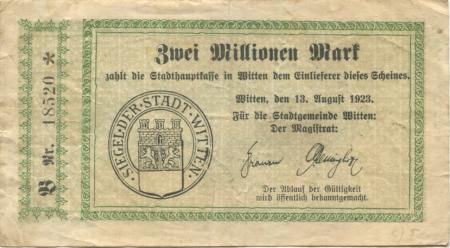 Zwei Millionen Mark
zahlt die Stadthauptkasse in Witten dem Einlieferer dieses Scheines.
Witten, den 13. August 1923.
Für die Stadtgemeinde Witten:
Der Magistrat:
Der Ablauf der Gültigkeit
wird öffentlich bekanntgemacht.
SIEGEL·DER·STADT·WITTEN·
B Nr. 18520 *